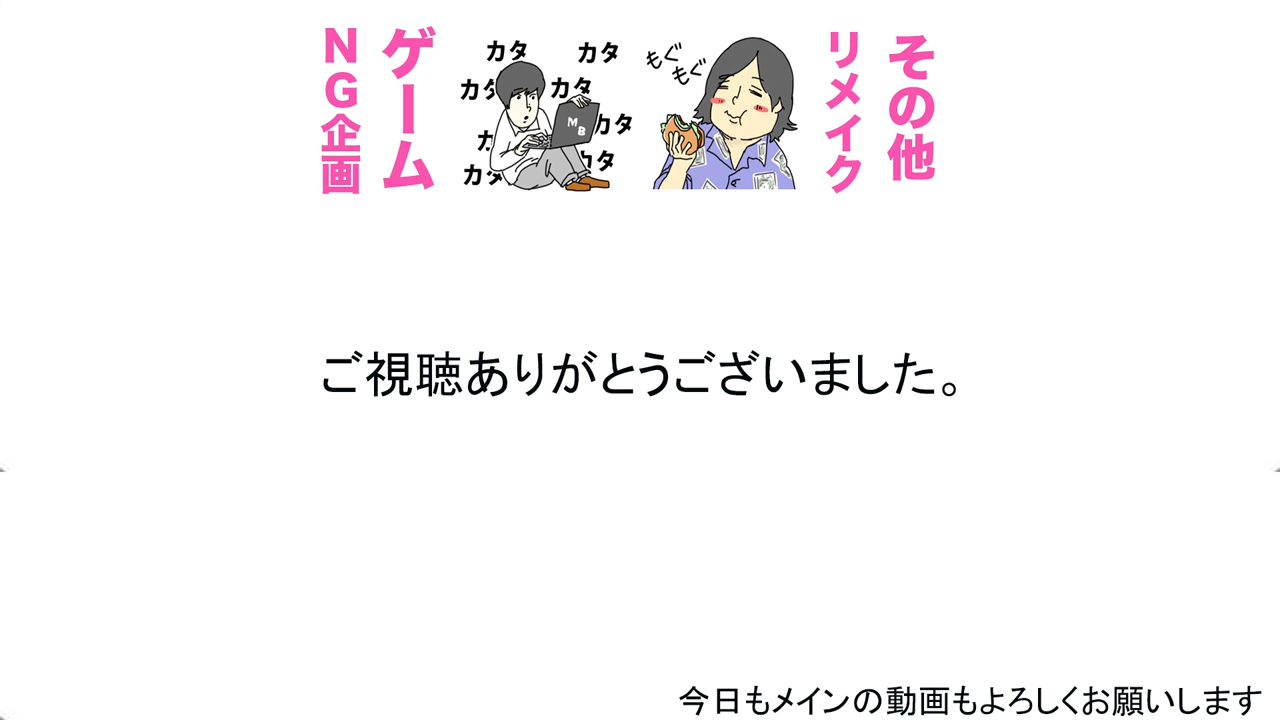 ゲーム
NG企画
カタ
カタ
カタ
カタ
カタ
カタ
MB
もぐ
もぐ
その他
リメイク
ご視聴ありがとうございました。
今日もメインの動画もよろしくお願いします